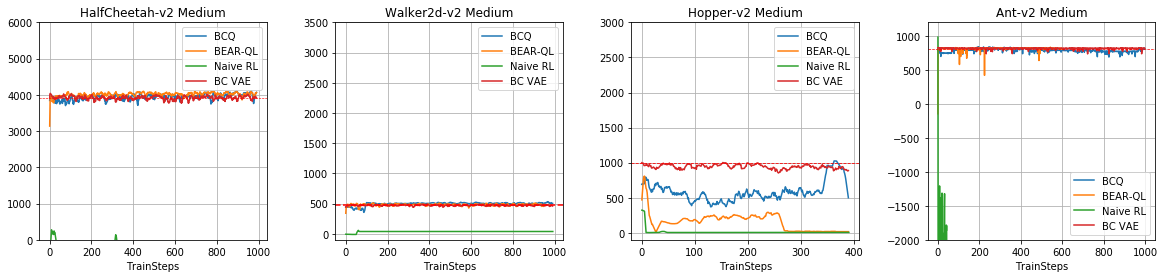 HalfCheetah-v2 Medium
6000
5000
4000
3000
2000
1000
0
0 200 400 600 800 1000
TrainSteps
BCQ
BEAR-QL
Naive RL
BC VAE
Walker2d-v2 Medium
3500
3000
2500
2000
1500
1000
500
0
0 200 400 600 800 1000
TrainSteps
BCQ
BEAR-QL
Naive RL
BC VAE
Hopper-v2 Medium
3000
2500
2000
1500
1000
500
0
0 100 200 300 400
TrainSteps
BCQ
BEAR-QL
Naive RL
BC VAE
Ant-v2 Medium
1000
500
0
−500
−1000
−1500
−2000
0 200 400 600 800 1000
TrainSteps
BCQ
BEAR-QL
Naive RL
BC VAE